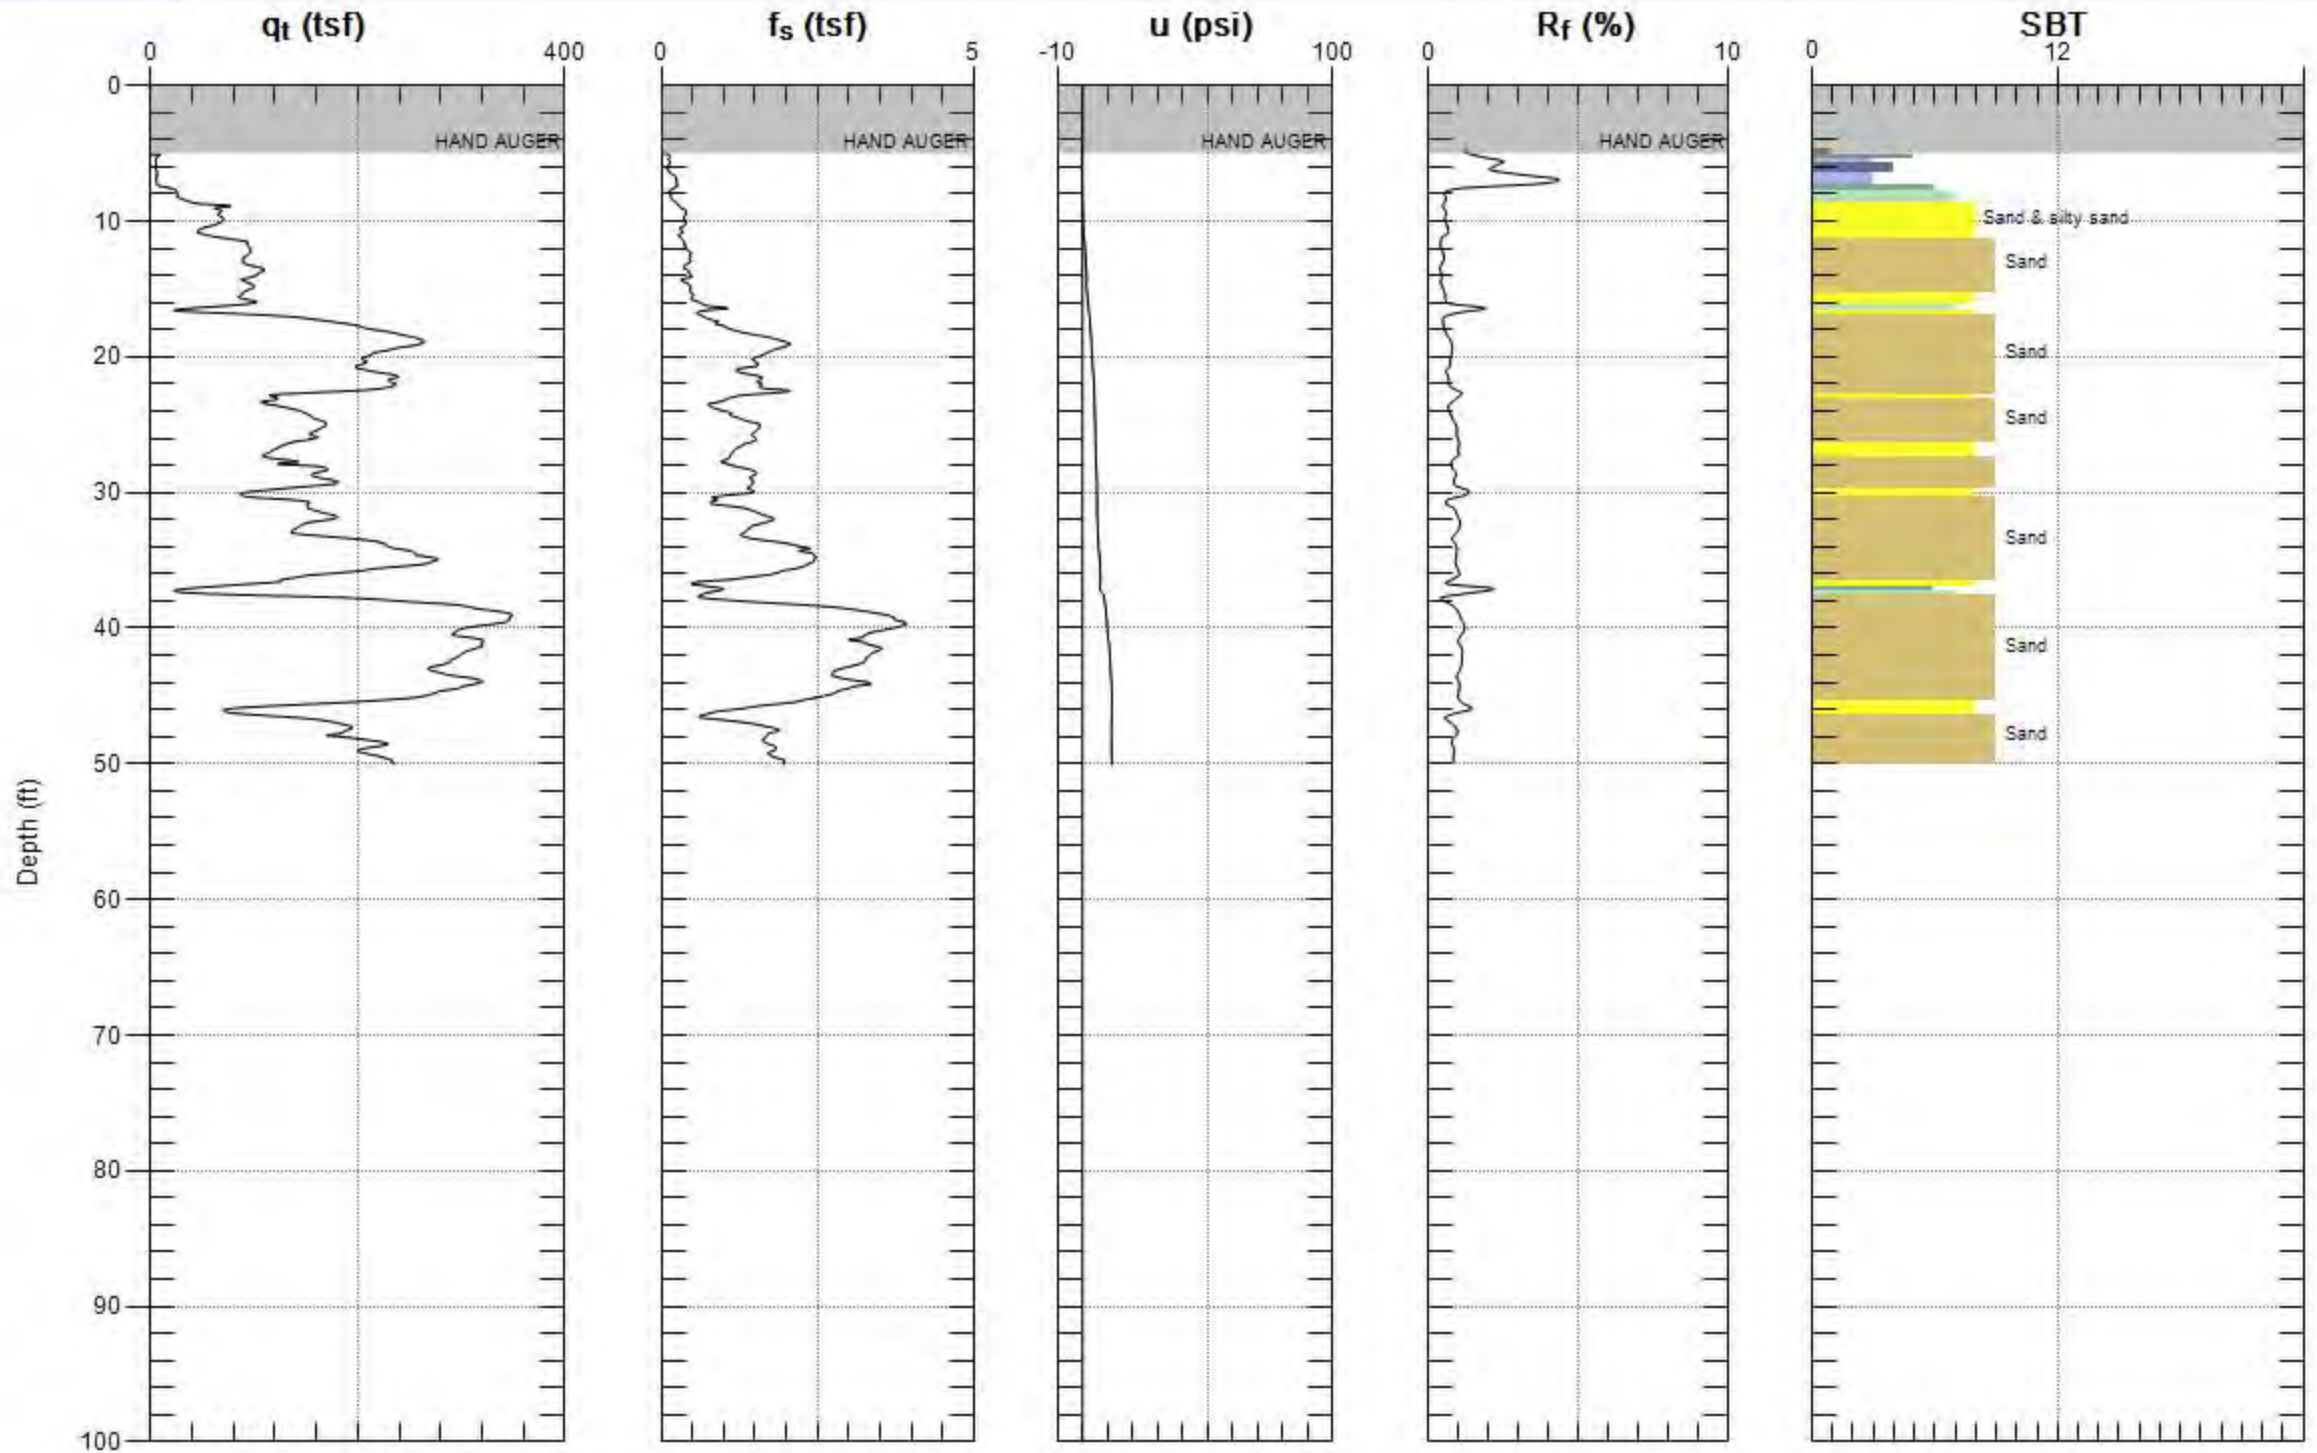 qt (tsf) fs (tsf) u (psi) Rf (%) SBT
0 400 0 5 -10 100 0 10 0 12
0
HAND AUGER HAND AUGER HAND AUGER HAND AUGER
10
Sand & silty sand
Sand
20
Sand
Sand
30
Sand
40
Sand
Sand
50
Depth (ft)
60
70
80
90
100